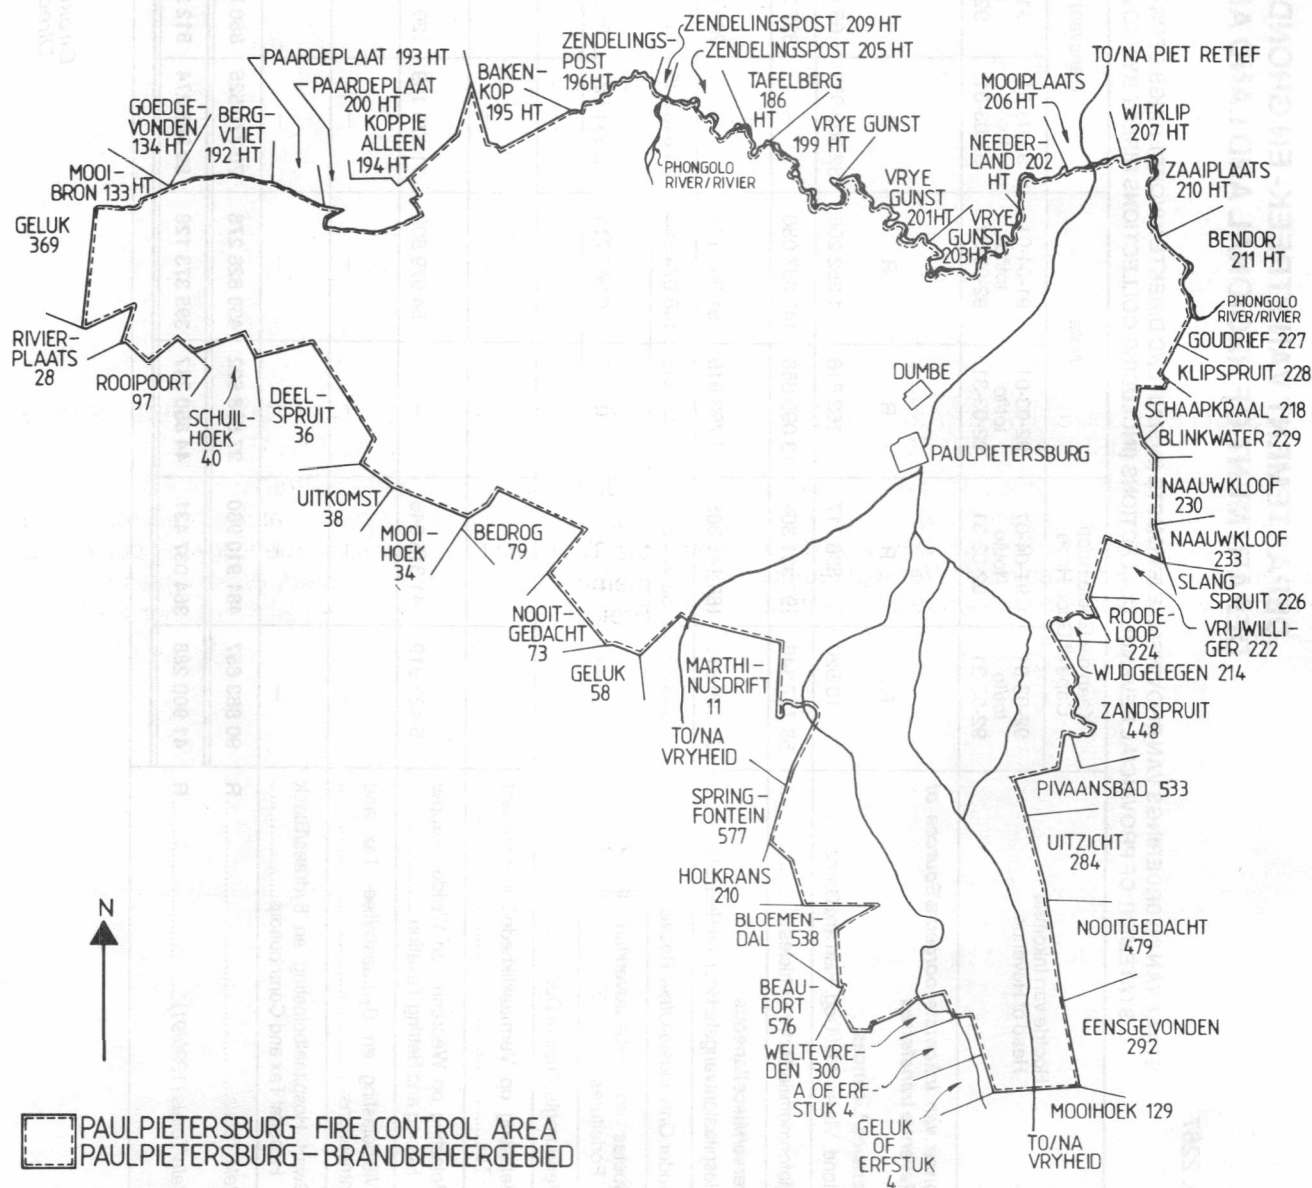 ZENDELINGSPOST 209 HT
ZENDELINGSPOST 205 HT
ZENDELINGS-
POST
196HT
TAFELBERG
186
HT
BAKEN-
KOP
195 HT
PAARDEPLAAT 193 HT
PAARDEPLAAT
200 HT
KOPPIE
ALLEEN
194 HT
GOEDGE-
VONDEN
134 HT
BERG-
VLIET
192 HT
MOOI-
BRON 133 HT
GELUK
369
VRYE GUNST
199 HT
PHONGOLO
RIVER/RIVIER
VRYE
GUNST
201HT
VRYE
GUNST
203HT
NEEDER-
LAND 202
HT
MOOIPLAATS
206 HT
TO/NA PIET RETIEF
WITKLIP
207 HT
ZAAIPLAATS
210 HT
BENDOR
211 HT
PHONGOLO
RIVER/RIVIER
GOUDRIEF 227
KLIPSPRUIT 228
SCHAAPKRAAL 218
BLINKWATER 229
NAAUWKLOOF
230
NAAUWKLOOF
233
SLANG
SPRUIT 226
VRIJWILLI-
GER 222
ROODE-
LOOP
224
WIJDGELEGEN 214
ZANDSPRUIT
448
PIVAANSBAD 533
UITZICHT
284
NOOITGEDACHT
479
EENSGEVONDEN
292
MOOIHOEK 129
TO/NA
VRYHEID
RIVIER-
PLAATS
28
ROOIPOORT
97
SCHUIL-
HOEK
40
DEEL-
SPRUIT
36
UITKOMST
38
MOOI-
HOEK
34
BEDROG
79
NOOIT-
GEDACHT
73
GELUK
58
MARTHI-
NUSDRIFT
11
TO/NA
VRYHEID
DUMBE
PAULPIETERSBURG
SPRING-
FONTEIN
577
HOLKRANS
210
BLOEMEN-
DAL 538
BEAU-
FORT
576
WELTEVRE-
DEN 300
A OF ERF-
STUK 4
GELUK
OF
ERFSTUK
4
N
PAULPIETERSBURG FIRE CONTROL AREA
PAULPIETERSBURG-BRANDBEHEERGEBIED